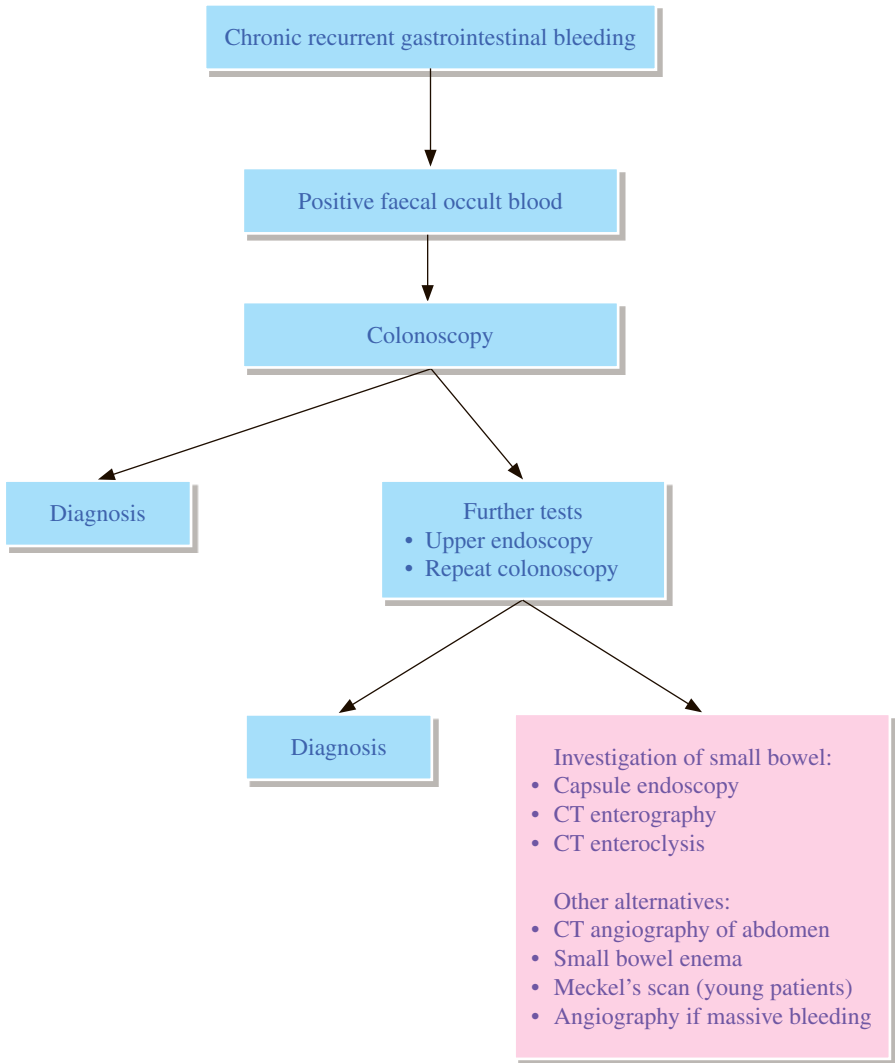 Chronic recurrent gastrointestinal bleeding
Positive faecal occult blood
Colonoscopy
Diagnosis
Further tests
• Upper endoscopy
• Repeat colonoscopy
Diagnosis
Investigation of small bowel:
• Capsule endoscopy
• CT enterography
• CT enteroclysis
Other alternatives:
• CT angiography of abdomen
• Small bowel enema
• Meckel's scan (young patients)
• Angiography if massive bleeding